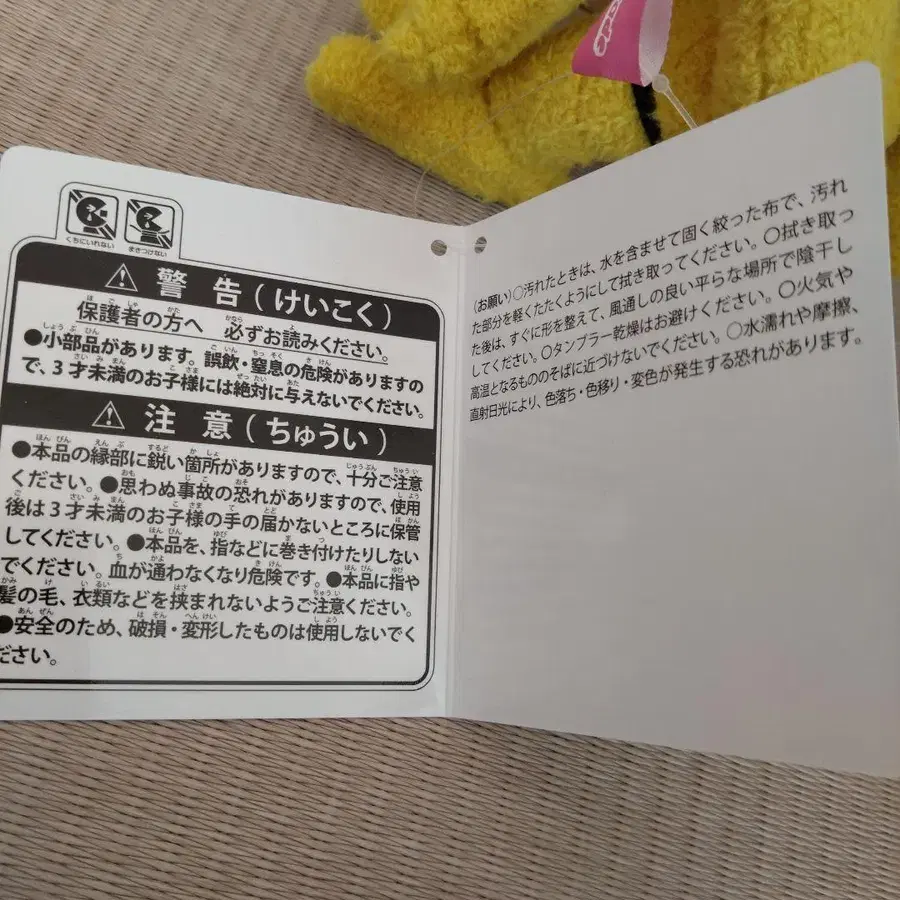 くちにいれない まきつけない
警告(けいこく)
保護者の方へ 必ずお読みください。
●小部品があります。誤飲・窒息の危険がありますの
で、3才未満のお子様には絶対に与えないでください。
注意(ちゅうい)
●本品の縁部に鋭い箇所がありますので、十分ご注意
ください。●思わぬ事故の恐れがありますので、使用
後は3才未満のお子様の手の届かないところに保管
してください。●本品を、指などに巻き付けたりしない
でください。血が通わなくなり危険です。●本品に指や
髪の毛、衣類などを挟まれないようご注意ください。
●安全のため、破損・変形したものは使用しないでく
ださい。
(お願い)○汚れたときは、水を含ませて固く絞った布で、汚れ
た部分を軽くたたくようにして拭き取ってください。○拭き取っ
た後は、すぐに形を整えて、風通しの良い平らな場所で陰干し
してください。○タンブラー乾燥はお避けください。○火気や
高温となるもののそばに近づけないでください。○水濡れや摩擦、
直射日光により、色落ち・色移り・変色が発生する恐れがあります。